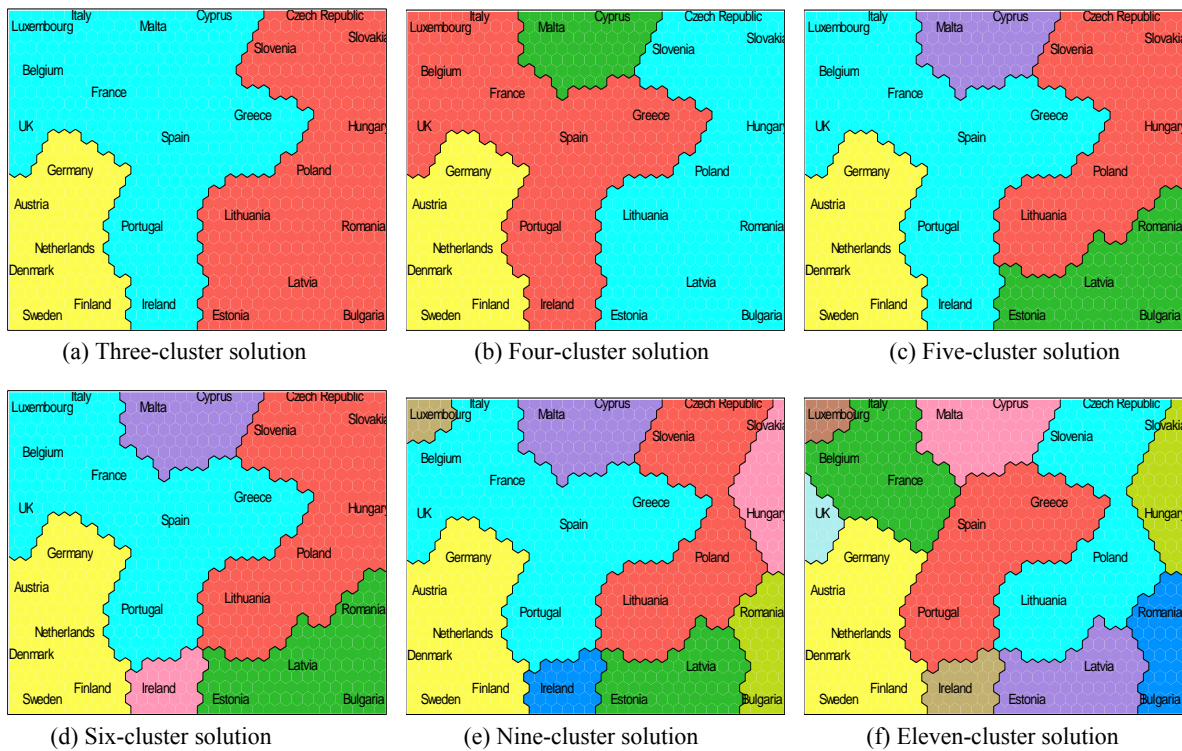 Italy Cyprus Czech Republic
Luxembourg Malta
Slovakia
Slovenia
Belgium
France
Greece
UK Spain Hungary
Germany Poland
Austria Lithuania
Portugal Romania
Netherlands
Denmark
Latvia
Finland Ireland
Sweden Estonia Bulgaria
(a) Three-cluster solution
Italy Cyprus Czech Republic
Luxembourg Malta
Slovakia
Slovenia
Belgium
France
Greece
UK Spain Hungary
Germany Poland
Austria Lithuania
Portugal Romania
Netherlands
Denmark
Latvia
Finland Ireland
Sweden Estonia Bulgaria
(b) Four-cluster solution
Italy Cyprus Czech Republic
Luxembourg Malta
Slovakia
Slovenia
Belgium
France
Greece
UK Spain Hungary
Germany Poland
Austria Lithuania
Portugal Romania
Netherlands
Denmark
Latvia
Finland Ireland
Sweden Estonia Bulgaria
(c) Five-cluster solution
Italy Cyprus Czech Republic
Luxembourg Malta
Slovakia
Slovenia
Belgium
France
Greece
UK Spain Hungary
Germany Poland
Austria Lithuania
Portugal Romania
Netherlands
Denmark
Latvia
Finland Ireland
Sweden Estonia Bulgaria
(d) Six-cluster solution
Italy Cyprus Czech Republic
Luxembourg Malta
Slovakia
Slovenia
Belgium
France
Greece
UK Spain Hungary
Germany Poland
Austria Lithuania
Portugal Romania
Netherlands
Denmark
Latvia
Finland Ireland
Sweden Estonia Bulgaria
(e) Nine-cluster solution
Italy Cyprus Czech Republic
Luxembourg Malta
Slovakia
Slovenia
Belgium
France
Greece
UK Spain Hungary
Germany Poland
Austria Lithuania
Portugal Romania
Netherlands
Denmark
Latvia
Finland Ireland
Sweden Estonia Bulgaria
(f) Eleven-cluster solution